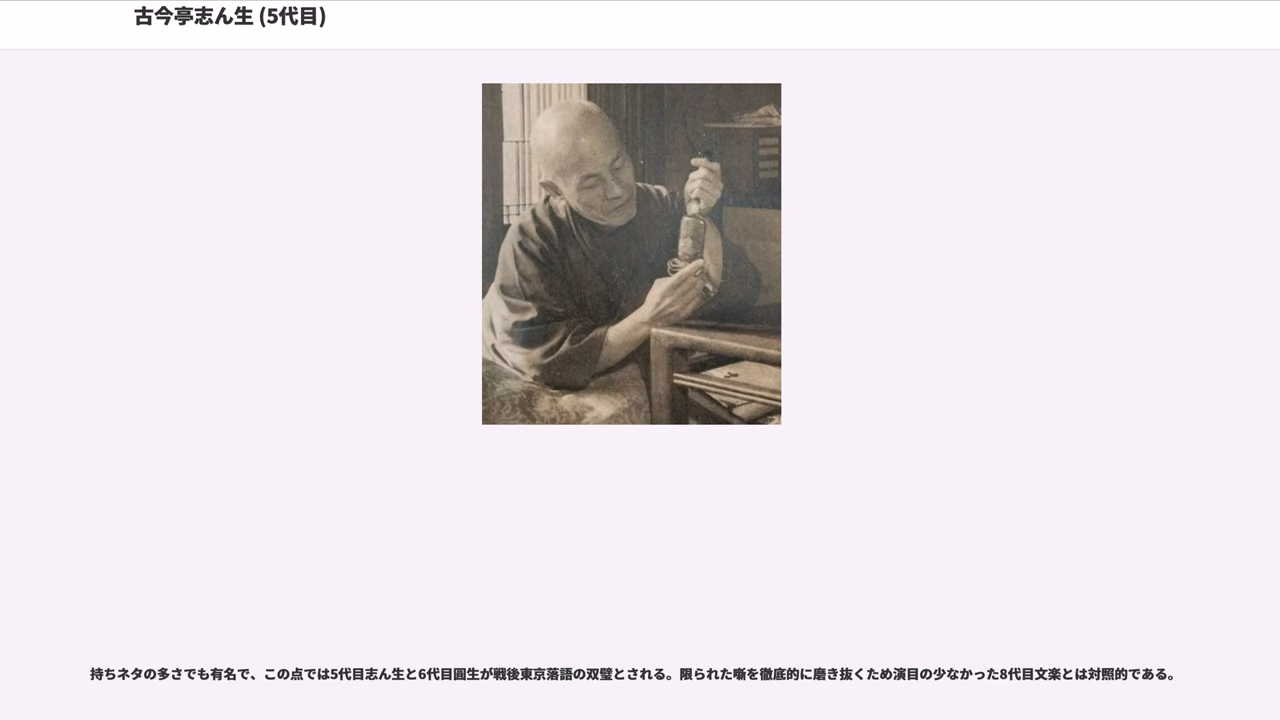 古今亭志ん生 (5代目)
持ちネタの多さでも有名で、この点では5代目志ん生と6代目圓生が戦後東京落語の双璧とされる。限られた噺を徹底的に磨き抜くため演目の少なかった8代目文楽とは対照的である。